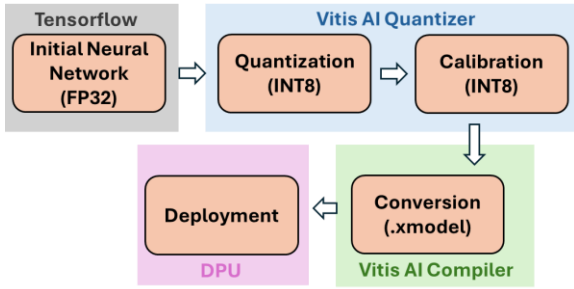 Tensorflow
Initial Neural
Network
(FP32)
Vitis AI Quantizer
Quantization
(INT8)
Calibration
(INT8)
Conversion
(.xmodel)
Vitis AI Compiler
Deployment
DPU